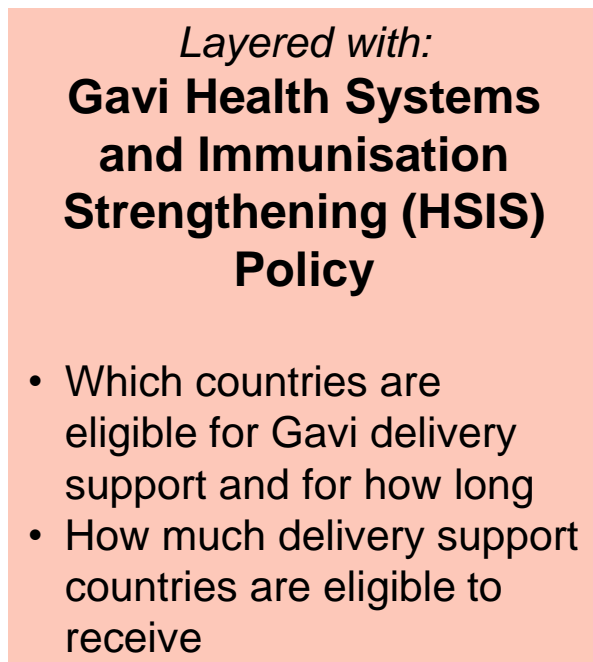 Layered with:
Gavi Health Systems
and Immunisation
Strengthening (HSIS)
Policy
• Which countries are
eligible for Gavi delivery
support and for how long
• How much delivery support
countries are eligible to
receive